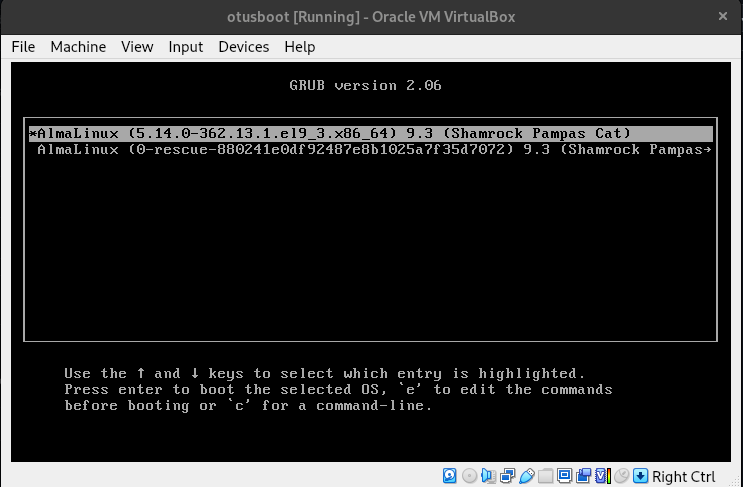 otusboot [Running] - Oracle VM VirtualBox
File Machine View Input Devices Help
GRUB version 2.06
*AlmaLinux (5.14.0-362.13.1.el9_3.x86_64) 9.3 (Shamrock Pampas Cat)
AlmaLinux (0-rescue-880241e0df92487e8b1025a7f35d7072) 9.3 (Shamrock Pampas→
Use the ↑ and ↓ keys to select which entry is highlighted.
Press enter to boot the selected OS, `e' to edit the commands
before booting or `c' for a command-line.
Right Ctrl